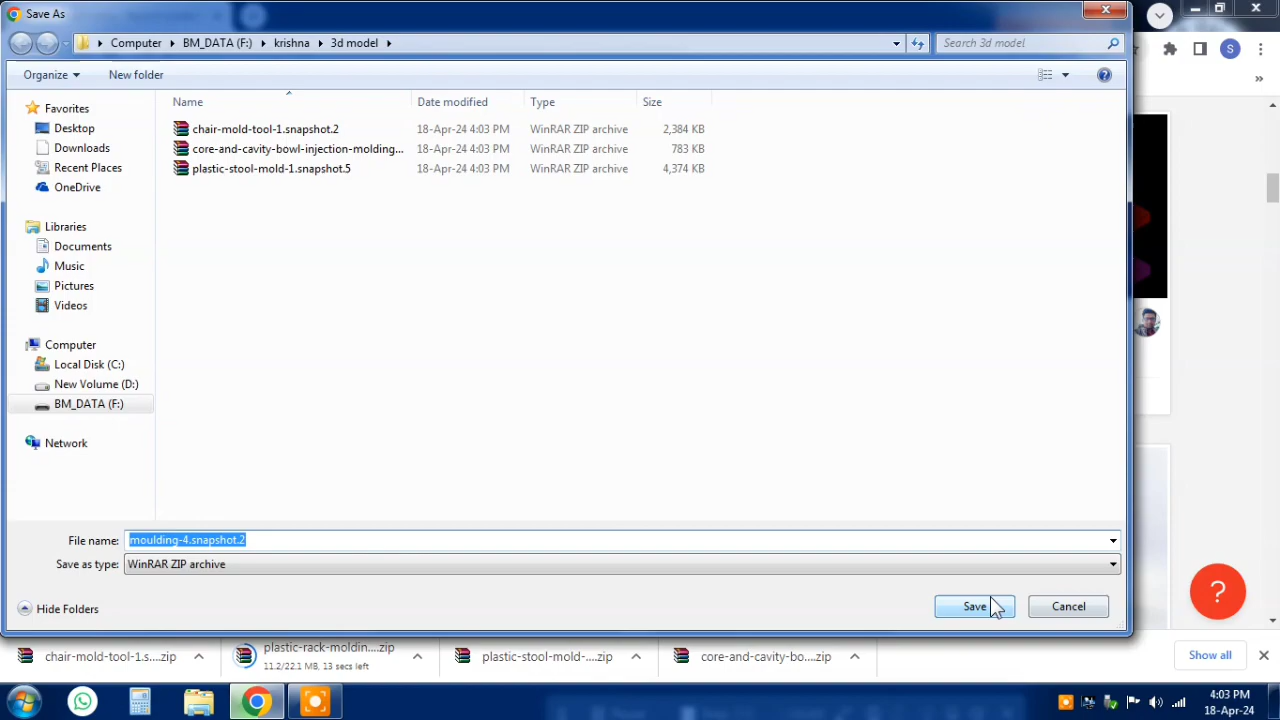 Save As
Computer BM_DATA (F:) krishna 3d model
Search 3d model
Organize New folder
Name Date modified Type Size
Favorites
Desktop
Downloads
Recent Places
OneDrive
Libraries
Documents
Music
Pictures
Videos
Computer
Local Disk (C:)
New Volume (D:)
BM_DATA (F:)
Network
chair-mold-tool-1.snapshot.2 18-Apr-24 4:03 PM WinRAR ZIP archive 2,384 KB
core-and-cavity-bowl-injection-molding... 18-Apr-24 4:03 PM WinRAR ZIP archive 783 KB
plastic-stool-mold-1.snapshot.5 18-Apr-24 4:03 PM WinRAR ZIP archive 4,374 KB
File name: moulding-4.snapshot.2
Save as type: WinRAR ZIP archive
Hide Folders Save Cancel
S
»
?
chair-mold-tool-1.s....zip
plastic-rack-moldin....zip
11.2/22.1 MB, 13 secs left
plastic-stool-mold-....zip
core-and-cavity-bo....zip
Show all
4:03 PM
18-Apr-24